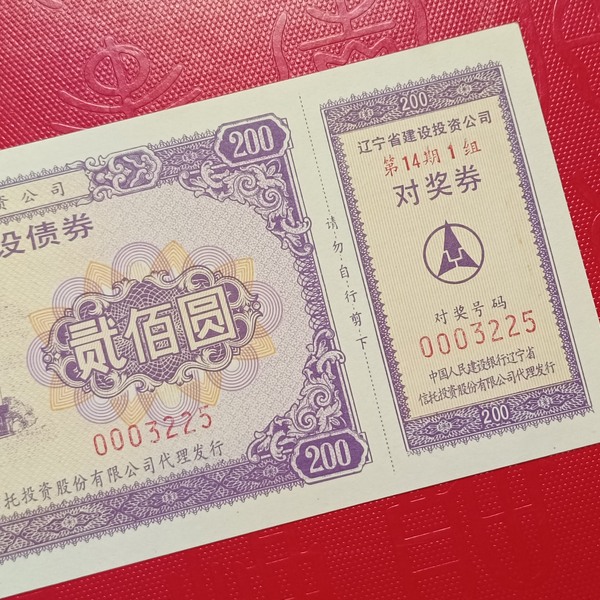 资公司
设债券
200
贰佰圆
0003225
托投资股份有限公司代理发行
200
请勿自行剪下
200
辽宁省建设投资公司
第14期1组
对奖券
对奖号码
0003225
中国人民建设银行辽宁省
信托投资股份有限公司代理发行
200